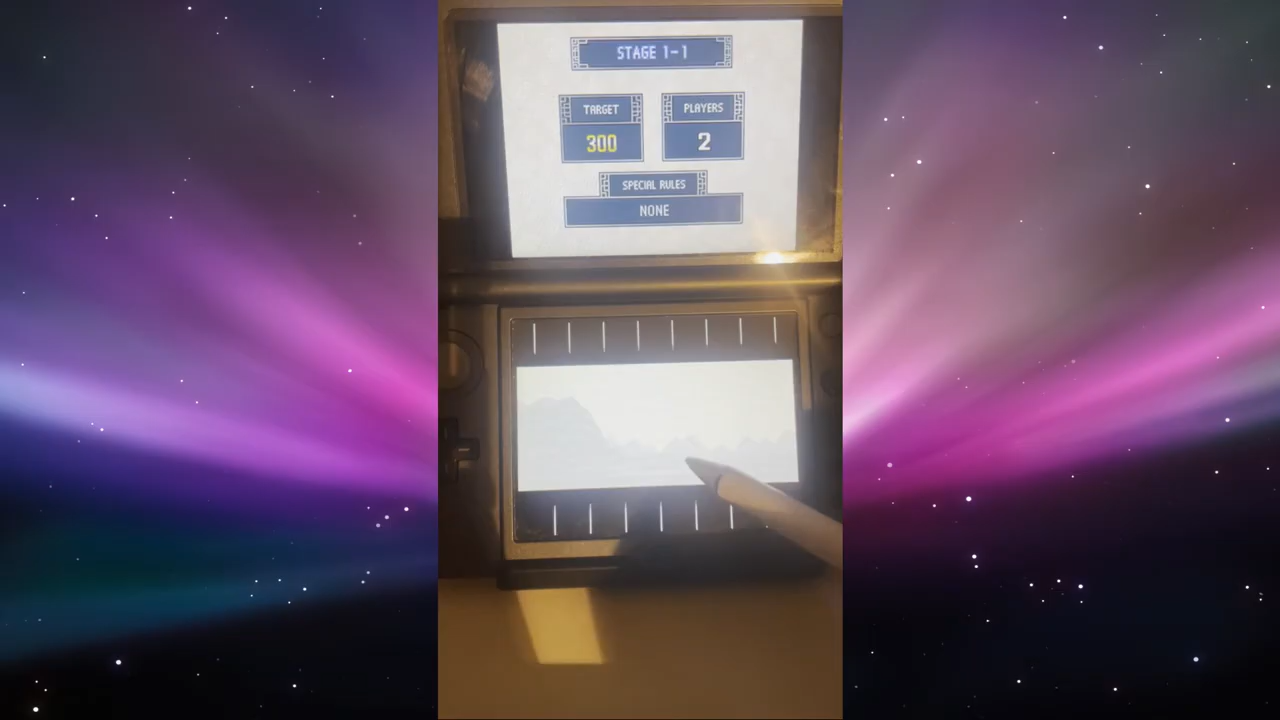 STAGE 1-1
TARGET
300
PLAYERS
2
SPECIAL RULES
NONE